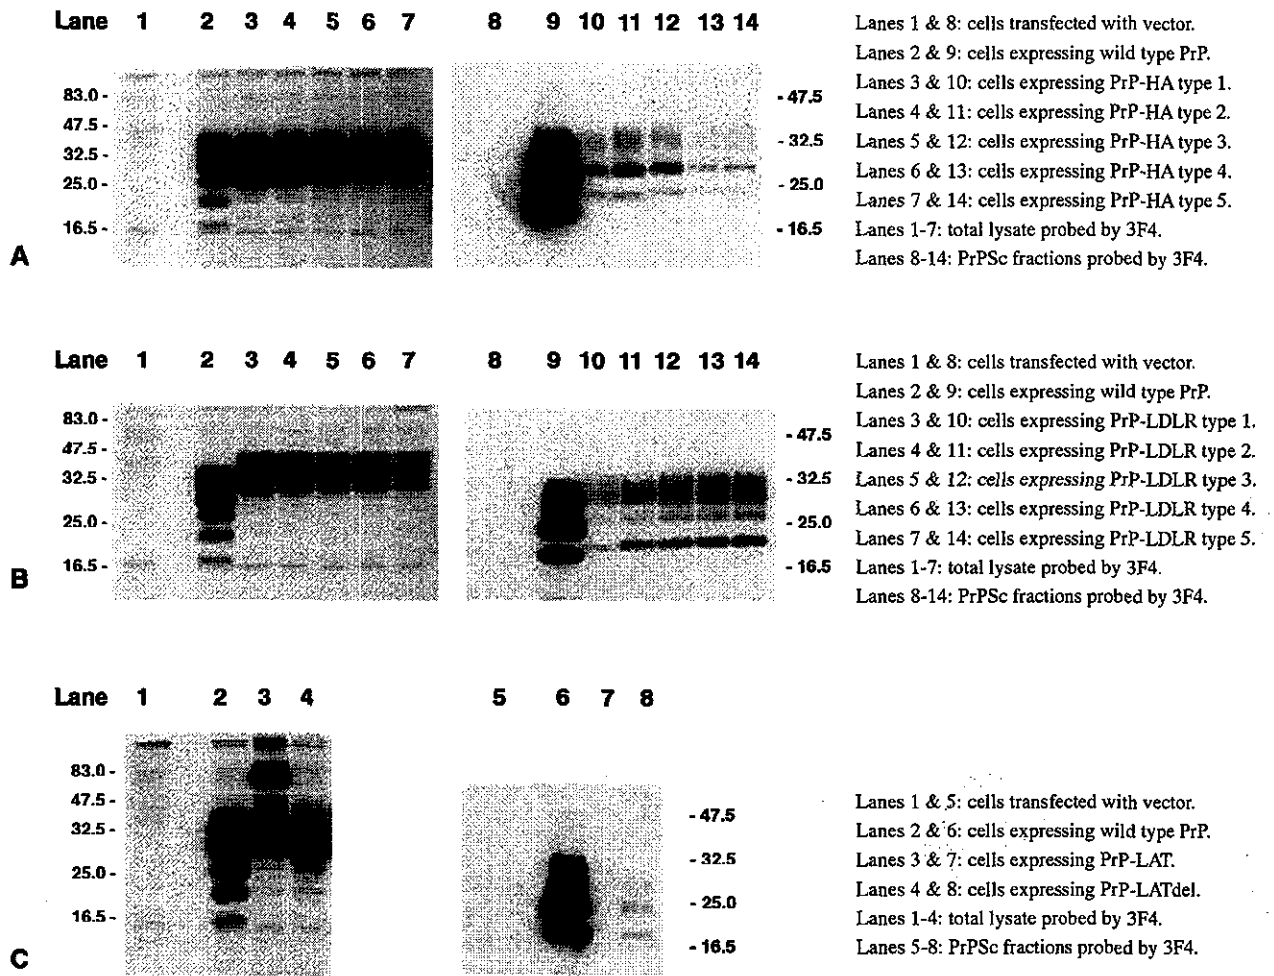 Lane 1 2 3 4 5 6 7 8 9 10 11 12 13 14
83.0 -
47.5 -
32.5 -
25.0 -
16.5 -
- 47.5
- 32.5
- 25.0
- 16.5
A
Lanes 1 & 8: cells transfected with vector.
Lanes 2 & 9: cells expressing wild type PrP.
Lanes 3 & 10: cells expressing PrP-HA type 1.
Lanes 4 & 11: cells expressing PrP-HA type 2.
Lanes 5 & 12: cells expressing PrP-HA type 3.
Lanes 6 & 13: cells expressing PrP-HA type 4.
Lanes 7 & 14: cells expressing PrP-HA type 5.
Lanes 1-7: total lysate probed by 3F4.
Lanes 8-14: PrPSc fractions probed by 3F4.
Lane 1 2 3 4 5 6 7 8 9 10 11 12 13 14
83.0 -
47.5 -
32.5 -
25.0 -
16.5 -
- 47.5
- 32.5
- 25.0
- 16.5
B
Lanes 1 & 8: cells transfected with vector.
Lanes 2 & 9: cells expressing wild type PrP.
Lanes 3 & 10: cells expressing PrP-LDLR type 1.
Lanes 4 & 11: cells expressing PrP-LDLR type 2.
Lanes 5 & 12: cells expressing PrP-LDLR type 3.
Lanes 6 & 13: cells expressing PrP-LDLR type 4.
Lanes 7 & 14: cells expressing PrP-LDLR type 5.
Lanes 1-7: total lysate probed by 3F4.
Lanes 8-14: PrPSc fractions probed by 3F4.
Lane 1 2 3 4 5 6 7 8
83.0 -
47.5 -
32.5 -
25.0 -
16.5 -
- 47.5
- 32.5
- 25.0
- 16.5
C
Lanes 1 & 5: cells transfected with vector.
Lanes 2 & 6: cells expressing wild type PrP.
Lanes 3 & 7: cells expressing PrP-LAT.
Lanes 4 & 8: cells expressing PrP-LATdel.
Lanes 1-4: total lysate probed by 3F4.
Lanes 5-8: PrPSc fractions probed by 3F4.